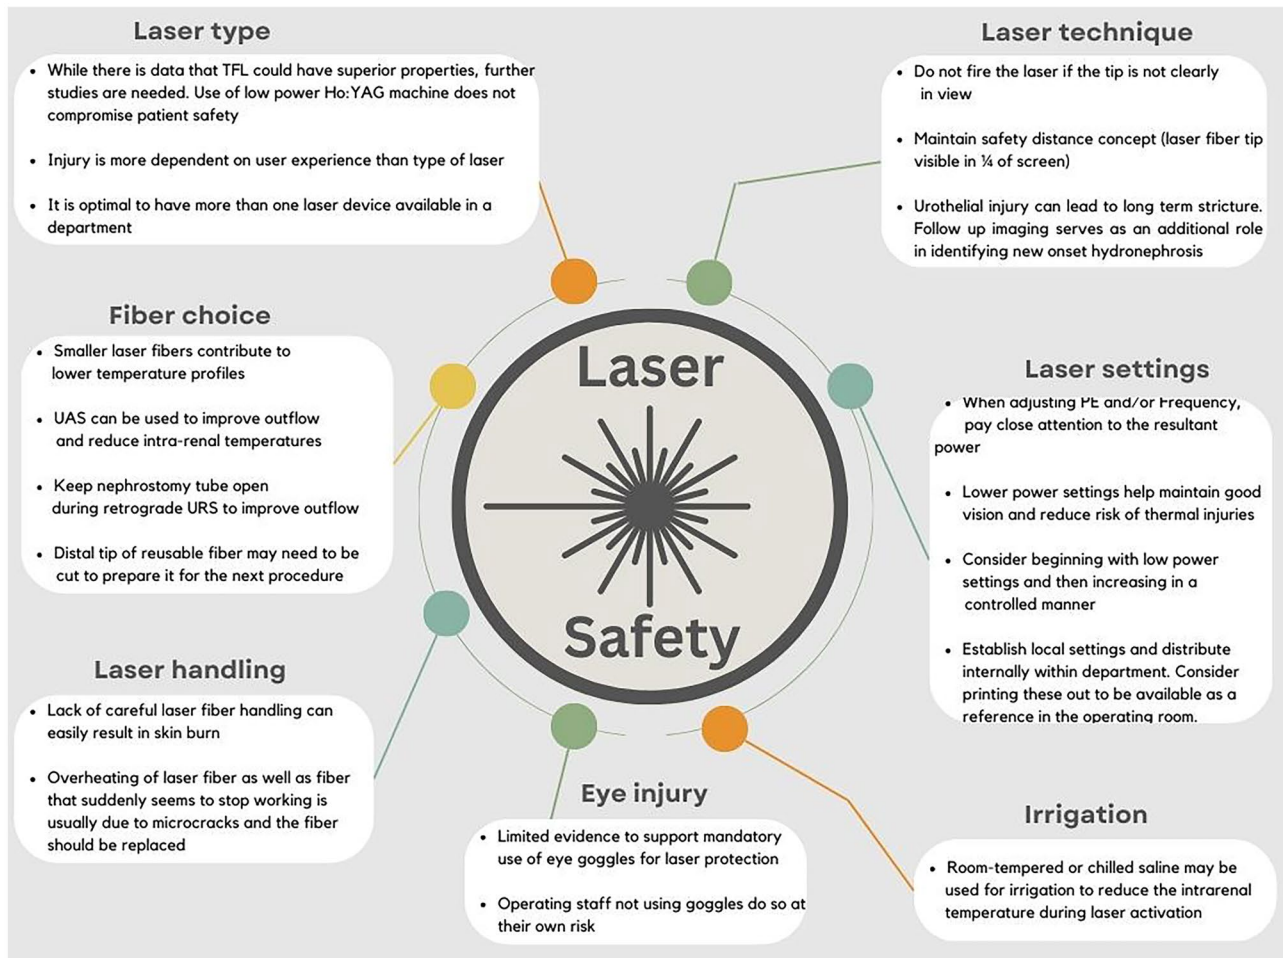 Laser type
• While there is data that TFL could have superior properties, further
studies are needed. Use of low power Ho:YAG machine does not
compromise patient safety
• Injury is more dependent on user experience than type of laser
• It is optimal to have more than one laser device available in a
department
Laser technique
• Do not fire the laser if the tip is not clearly
in view
• Maintain safety distance concept (laser fiber tip
visible in ¼ of screen)
• Urothelial injury can lead to long term stricture.
Follow up imaging serves as an additional role
in identifying new onset hydronephrosis
Fiber choice
• Smaller laser fibers contribute to
lower temperature profiles
• UAS can be used to improve outflow
and reduce intra-renal temperatures
• Keep nephrostomy tube open
during retrograde URS to improve outflow
• Distal tip of reusable fiber may need to be
cut to prepare it for the next procedure
Laser
Safety
Laser settings
• When adjusting PE and/or Frequency,
pay close attention to the resultant
power
• Lower power settings help maintain good
vision and reduce risk of thermal injuries
• Consider beginning with low power
settings and then increasing in a
controlled manner
• Establish local settings and distribute
internally within department. Consider
printing these out to be available as a
reference in the operating room.
Laser handling
• Lack of careful laser fiber handling can
easily result in skin burn
• Overheating of laser fiber as well as fiber
that suddenly seems to stop working is
usually due to microcracks and the fiber
should be replaced
Eye injury
• Limited evidence to support mandatory
use of eye goggles for laser protection
• Operating staff not using goggles do so at
their own risk
Irrigation
• Room-tempered or chilled saline may be
used for irrigation to reduce the intrarenal
temperature during laser activation